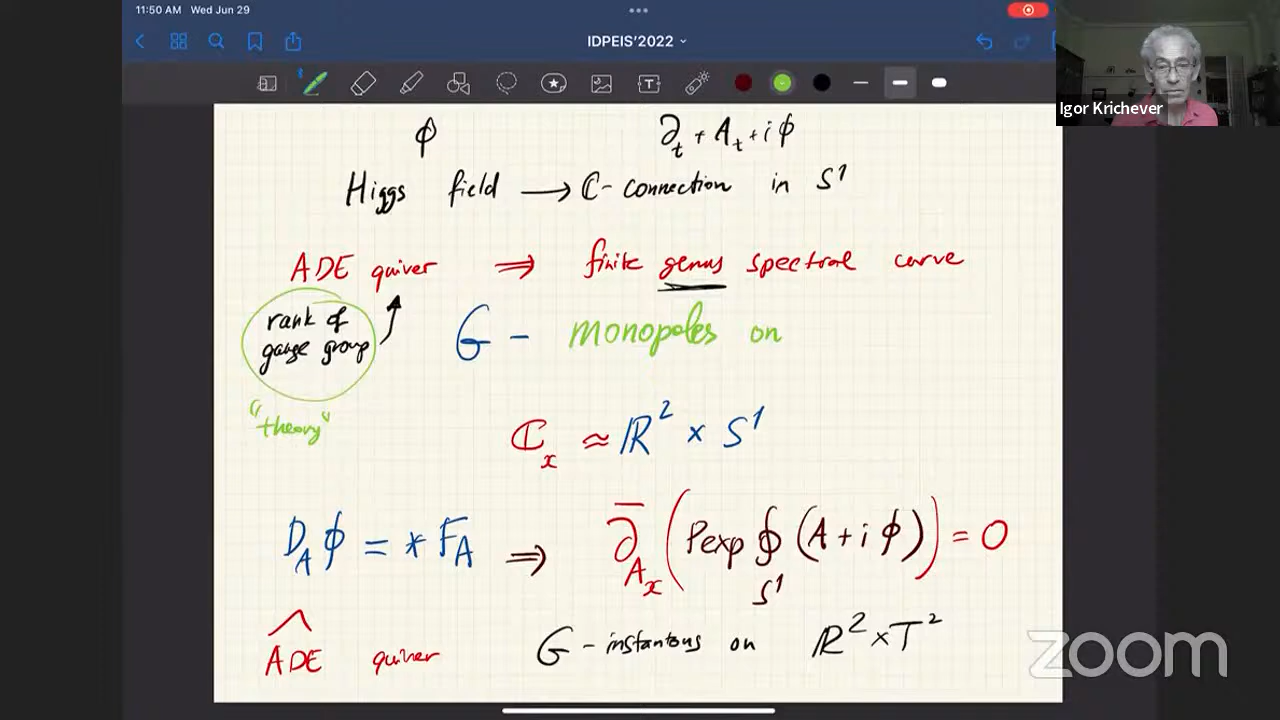 11:50 AM Wed Jun 29
IDPEIS'2022
Igor Krichever
ϕ ∂_t + A_t + iϕ
Higgs field → ℂ-connection in S¹
ADE quiver ⇒ finite genus spectral curve
rank of gauge group
G - monopoles on
"theory"
ℂ_x ≈ ℝ² × S¹
D_A ϕ = * F_A ⇒ ∂̄_{A_x} (Pexp ∮_{S¹} (A + iϕ)) = 0
^
ADE quiver G - instantons on ℝ² × T²
zoom